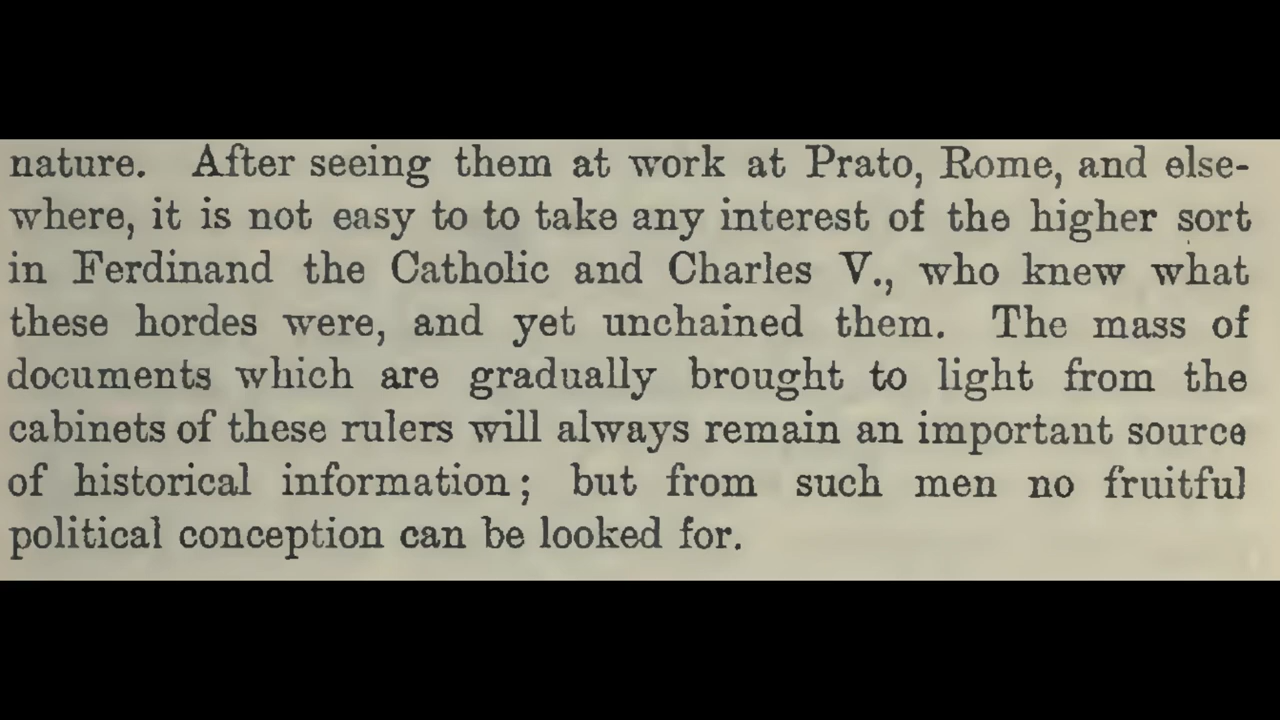 nature. After seeing them at work at Prato, Rome, and else-
where, it is not easy to to take any interest of the higher sort
in Ferdinand the Catholic and Charles V., who knew what
these hordes were, and yet unchained them. The mass of
documents which are gradually brought to light from the
cabinets of these rulers will always remain an important source
of historical information; but from such men no fruitful
political conception can be looked for.